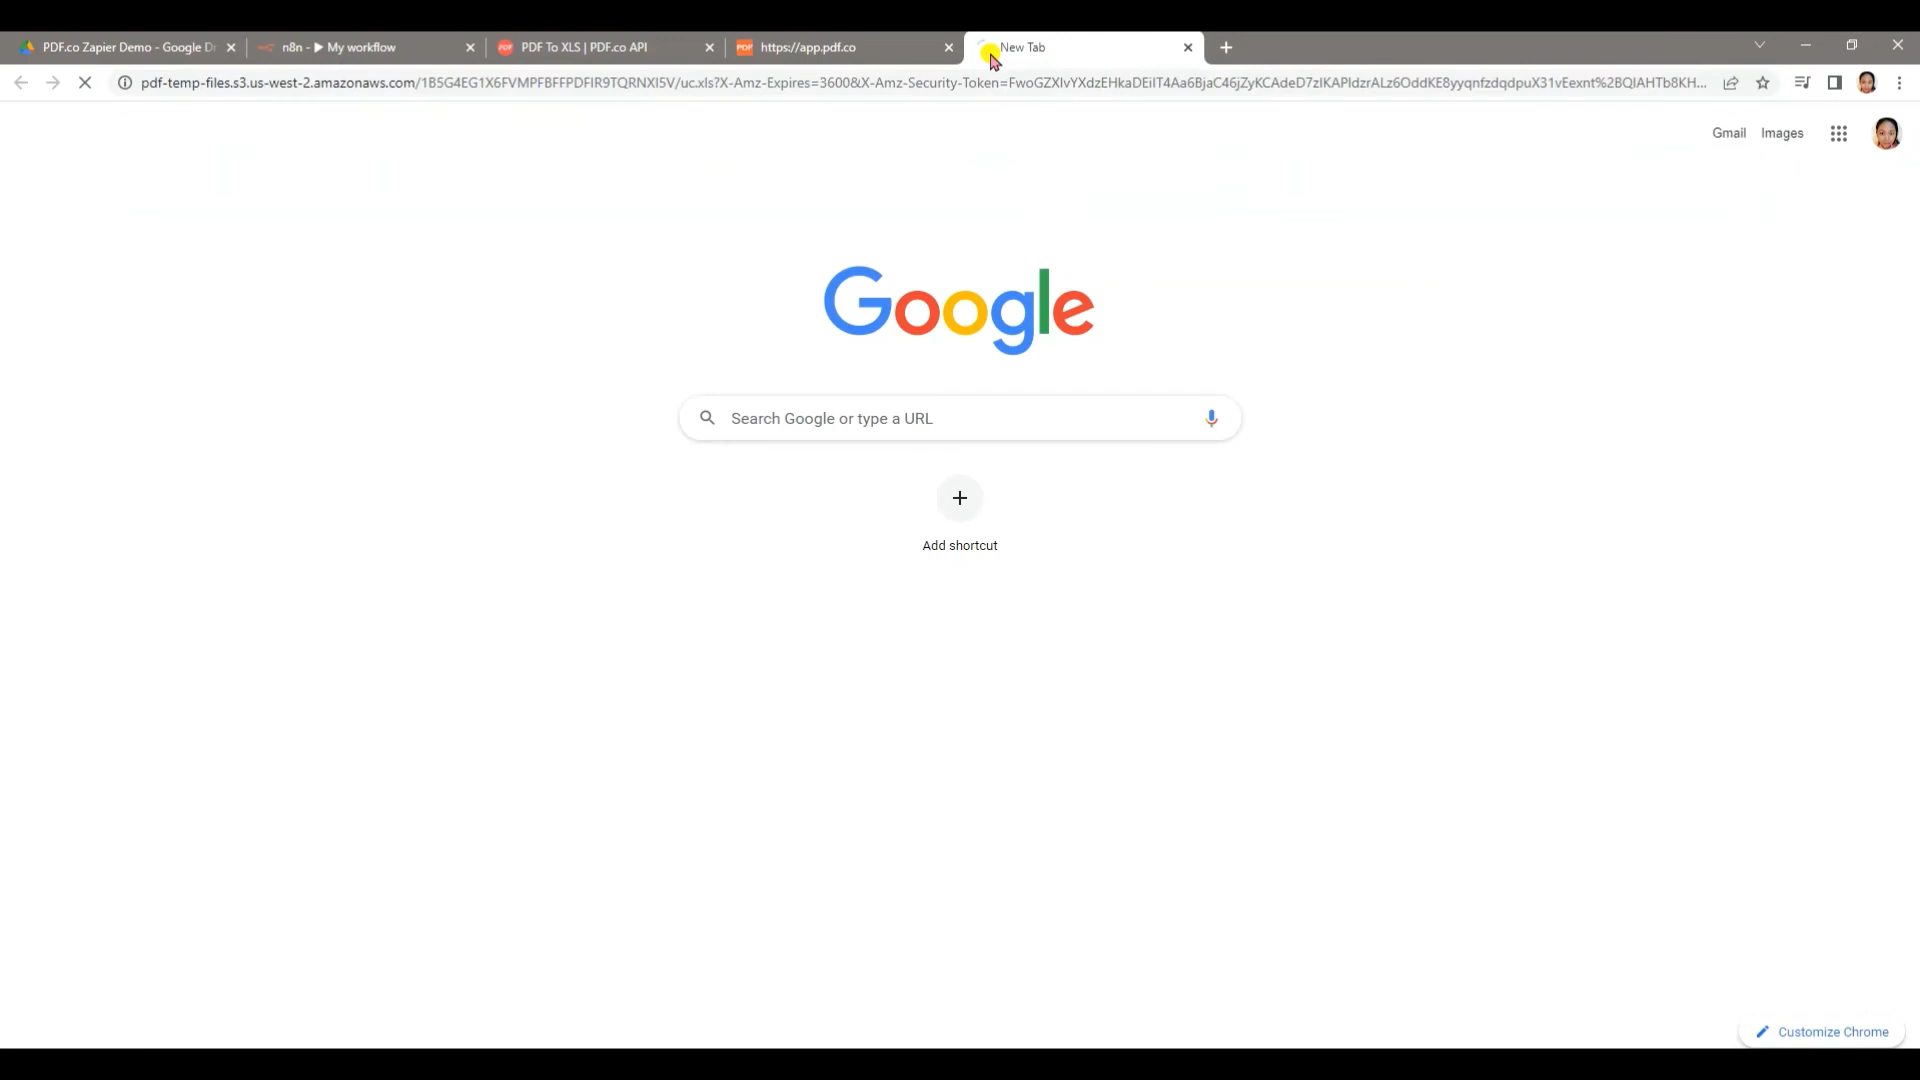 PDF.co Zapier Demo - Google Dr
n8n - ▶ My workflow
PDF To XLS | PDF.co API
https://app.pdf.co
New Tab
pdf-temp-files.s3.us-west-2.amazonaws.com/1B5G4EG1X6FVMPFBFFPDFIR9TQRNXI5V/uc.xls?X-Amz-Expires=3600&X-Amz-Security-Token=FwoGZXIvYXdzEHkaDEiIT4Aa6BjaC46jZyKCAdeD7zIKAPIdzrALz6OddKE8yyqnfzdqdpuX31vEexnt%2BQIAHTb8KH...
Gmail
Images
Google
Search Google or type a URL
Add shortcut
Customize Chrome